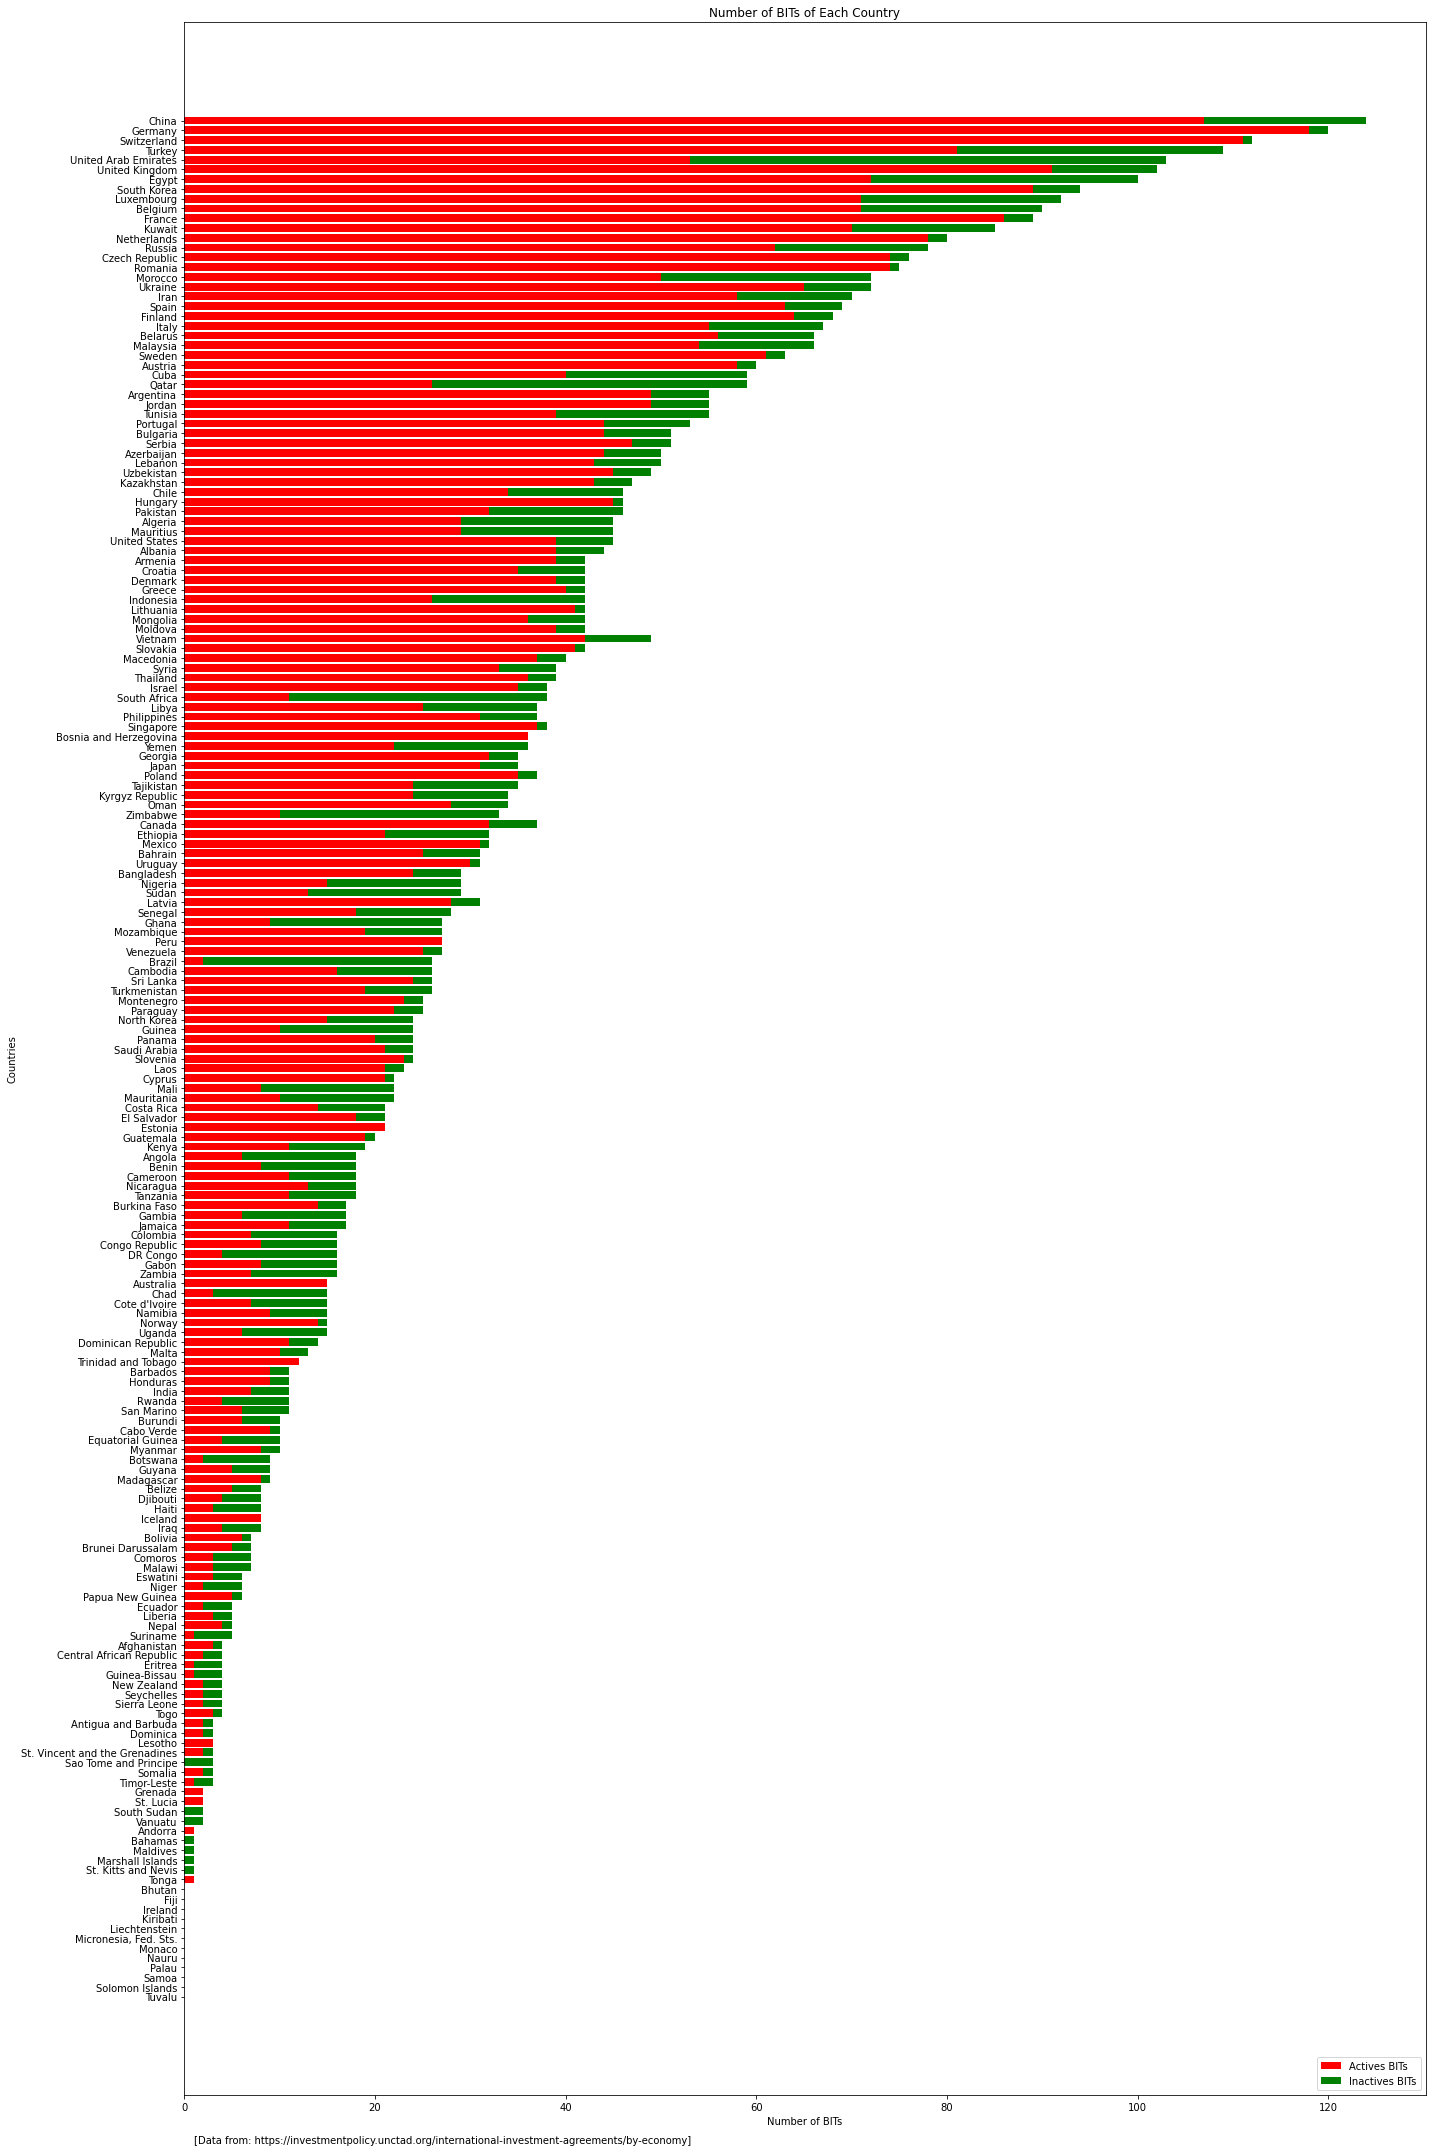 Number of BITs of Each Country
China
Germany
Switzerland
Turkey
United Arab Emirates
United Kingdom
Egypt
South Korea
Luxembourg
Belgium
France
Kuwait
Netherlands
Russia
Czech Republic
Romania
Morocco
Ukraine
Iran
Spain
Finland
Italy
Belarus
Malaysia
Sweden
Austria
Cuba
Qatar
Argentina
Jordan
Tunisia
Portugal
Bulgaria
Serbia
Azerbaijan
Lebanon
Uzbekistan
Kazakhstan
Chile
Hungary
Pakistan
Algeria
Mauritius
United States
Albania
Armenia
Croatia
Denmark
Greece
Indonesia
Lithuania
Mongolia
Moldova
Vietnam
Slovakia
Macedonia
Syria
Thailand
Israel
South Africa
Libya
Philippines
Singapore
Bosnia and Herzegovina
Yemen
Georgia
Japan
Poland
Tajikistan
Kyrgyz Republic
Oman
Zimbabwe
Canada
Ethiopia
Mexico
Bahrain
Uruguay
Bangladesh
Nigeria
Sudan
Latvia
Senegal
Ghana
Mozambique
Peru
Venezuela
Brazil
Cambodia
Sri Lanka
Turkmenistan
Montenegro
Paraguay
North Korea
Guinea
Panama
Saudi Arabia
Slovenia
Laos
Cyprus
Mali
Mauritania
Costa Rica
El Salvador
Estonia
Guatemala
Kenya
Angola
Benin
Cameroon
Nicaragua
Tanzania
Burkina Faso
Gambia
Jamaica
Colombia
Congo Republic
DR Congo
Gabon
Zambia
Australia
Chad
Cote d'Ivoire
Namibia
Norway
Uganda
Dominican Republic
Malta
Trinidad and Tobago
Barbados
Honduras
India
Rwanda
San Marino
Burundi
Cabo Verde
Equatorial Guinea
Myanmar
Botswana
Guyana
Madagascar
Belize
Djibouti
Haiti
Iceland
Iraq
Bolivia
Brunei Darussalam
Comoros
Malawi
Eswatini
Niger
Papua New Guinea
Ecuador
Liberia
Nepal
Suriname
Afghanistan
Central African Republic
Eritrea
Guinea-Bissau
New Zealand
Seychelles
Sierra Leone
Togo
Antigua and Barbuda
Dominica
Lesotho
St. Vincent and the Grenadines
Sao Tome and Principe
Somalia
Timor-Leste
Grenada
St. Lucia
South Sudan
Vanuatu
Andorra
Bahamas
Maldives
Marshall Islands
St. Kitts and Nevis
Tonga
Bhutan
Fiji
Ireland
Kiribati
Liechtenstein
Micronesia, Fed. Sts.
Monaco
Nauru
Palau
Samoa
Solomon Islands
Tuvalu
Countries
Actives BITs
Inactives BITs
0 20 40 60 80 100 120
Number of BITs
[Data from: https://investmentpolicy.unctad.org/international-investment-agreements/by-economy]